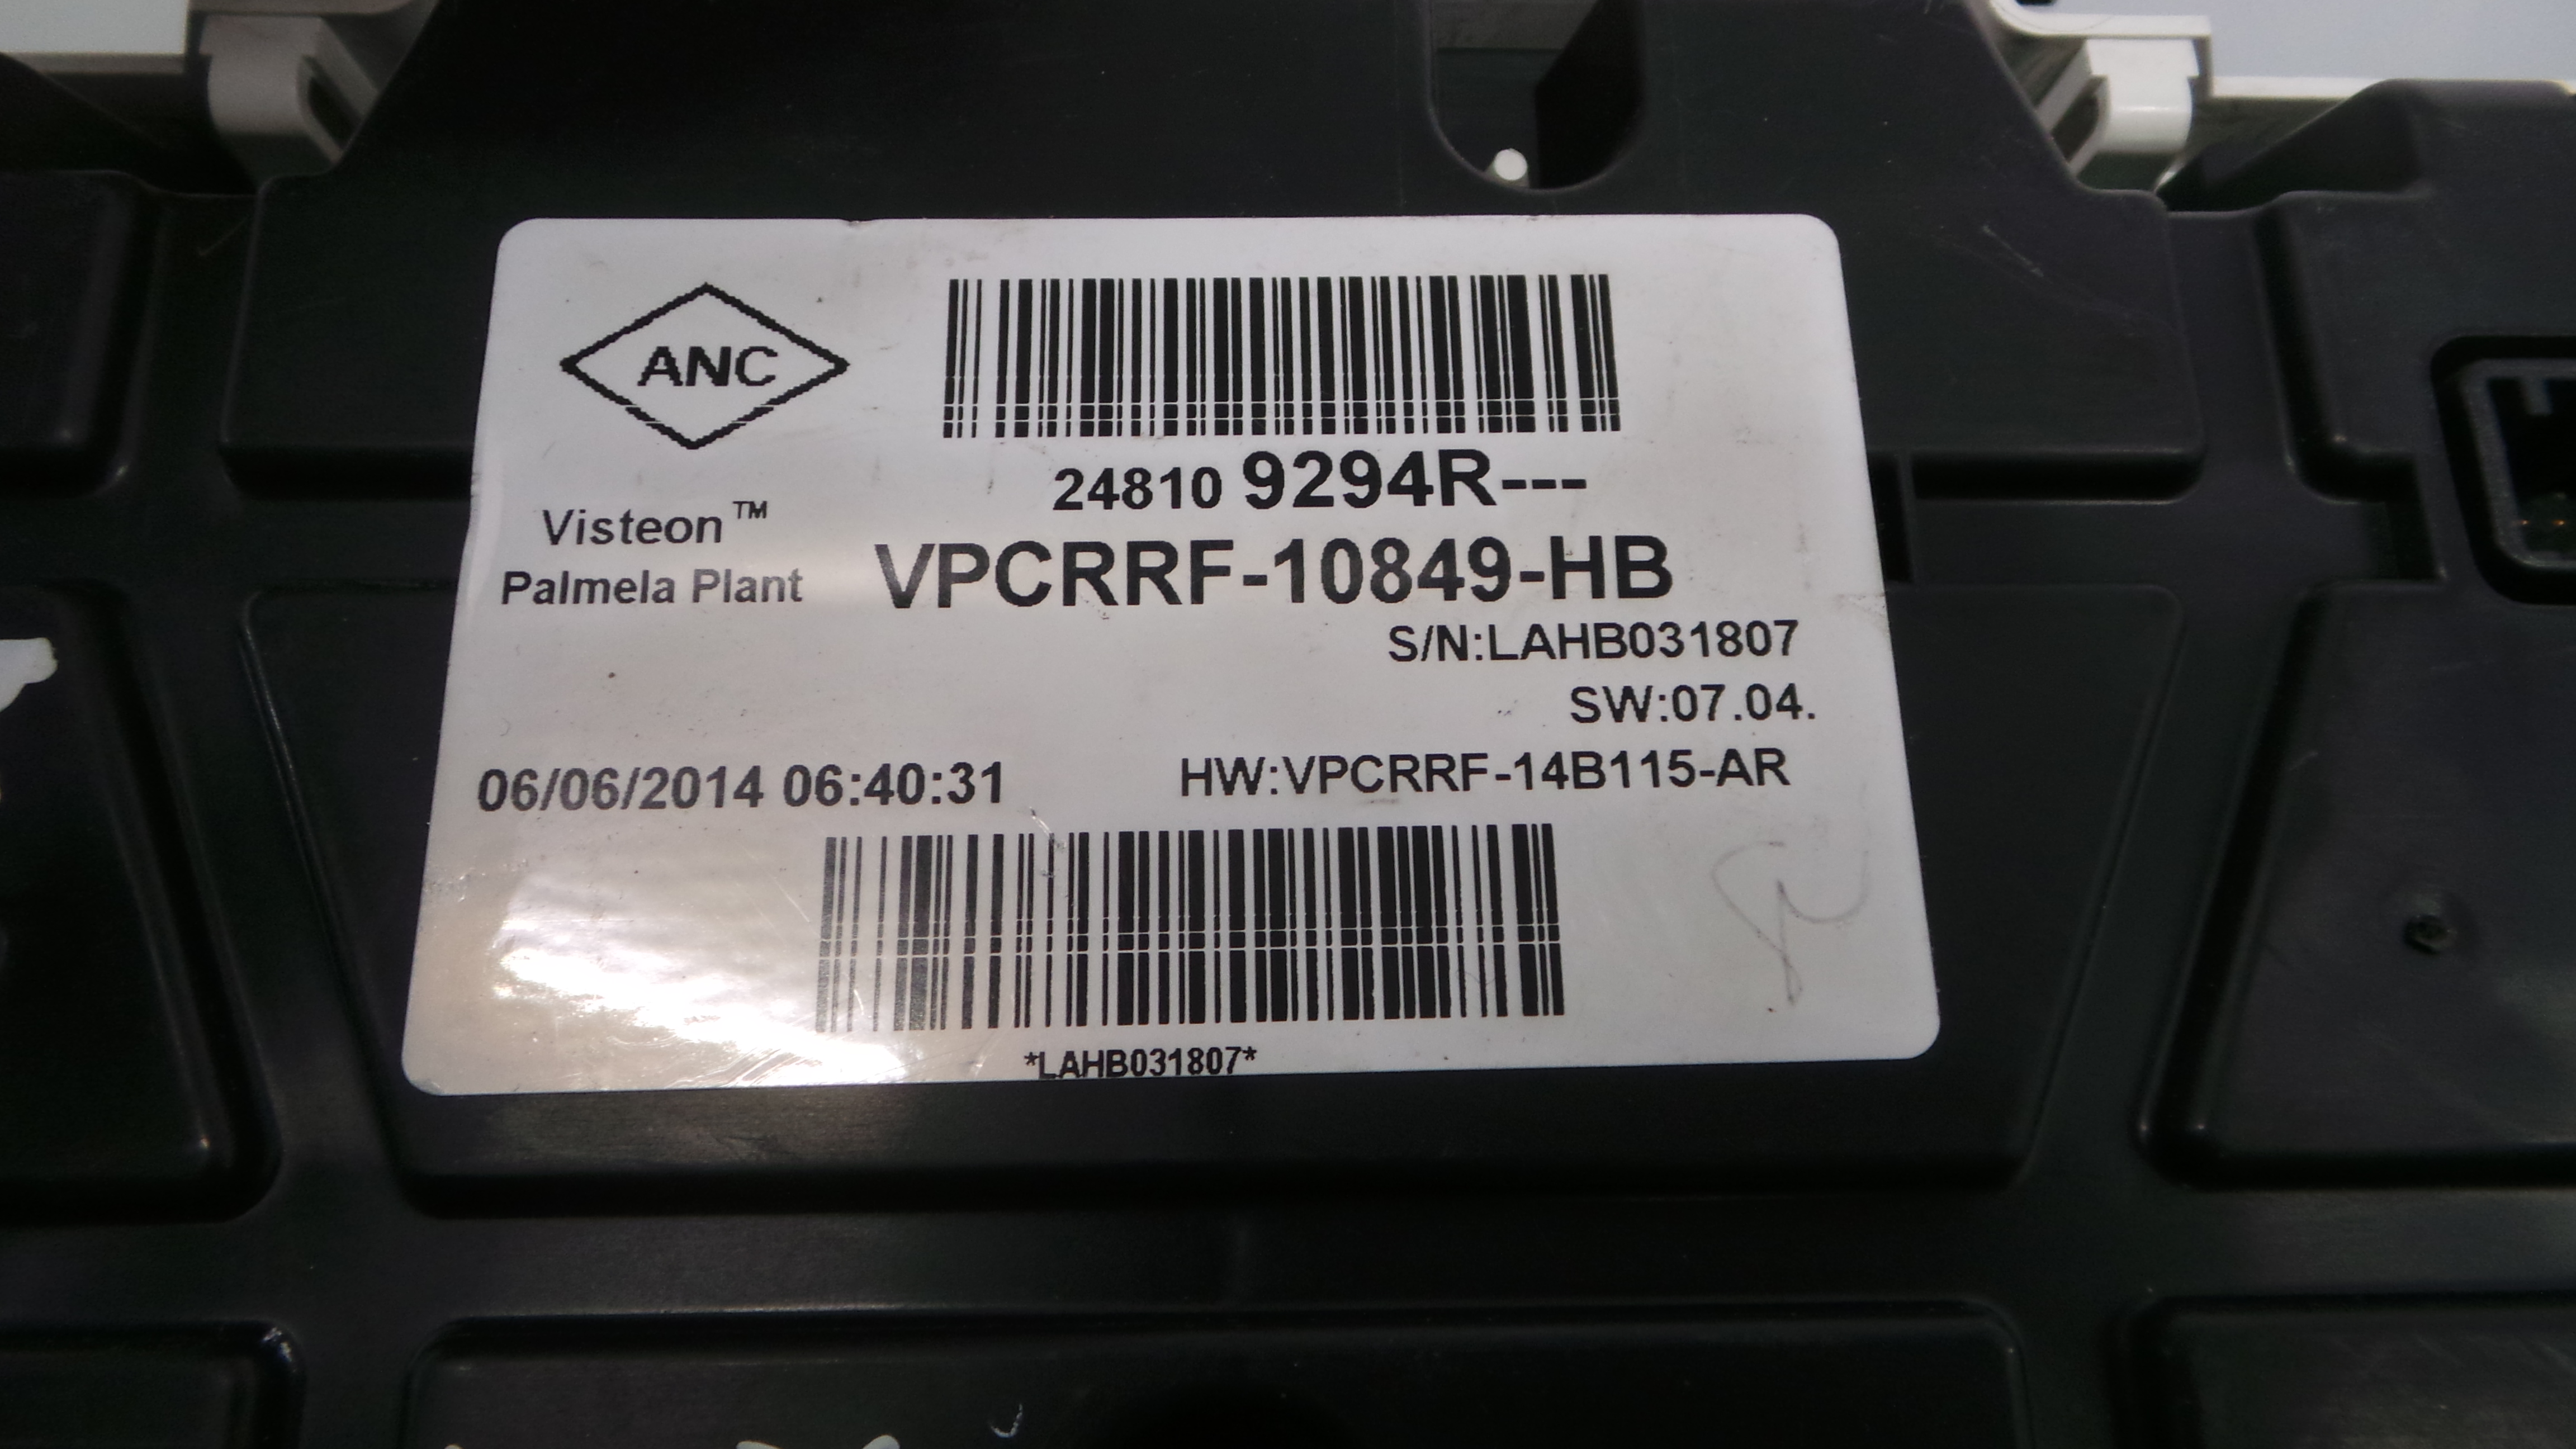 ANC
24810 9294R---
Visteon™
Palmela Plant
VPCRRF-10849-HB
S/N:LAHB031807
SW:07.04.
06/06/2014 06:40:31
HW:VPCRRF-14B115-AR
*LAHB031807*